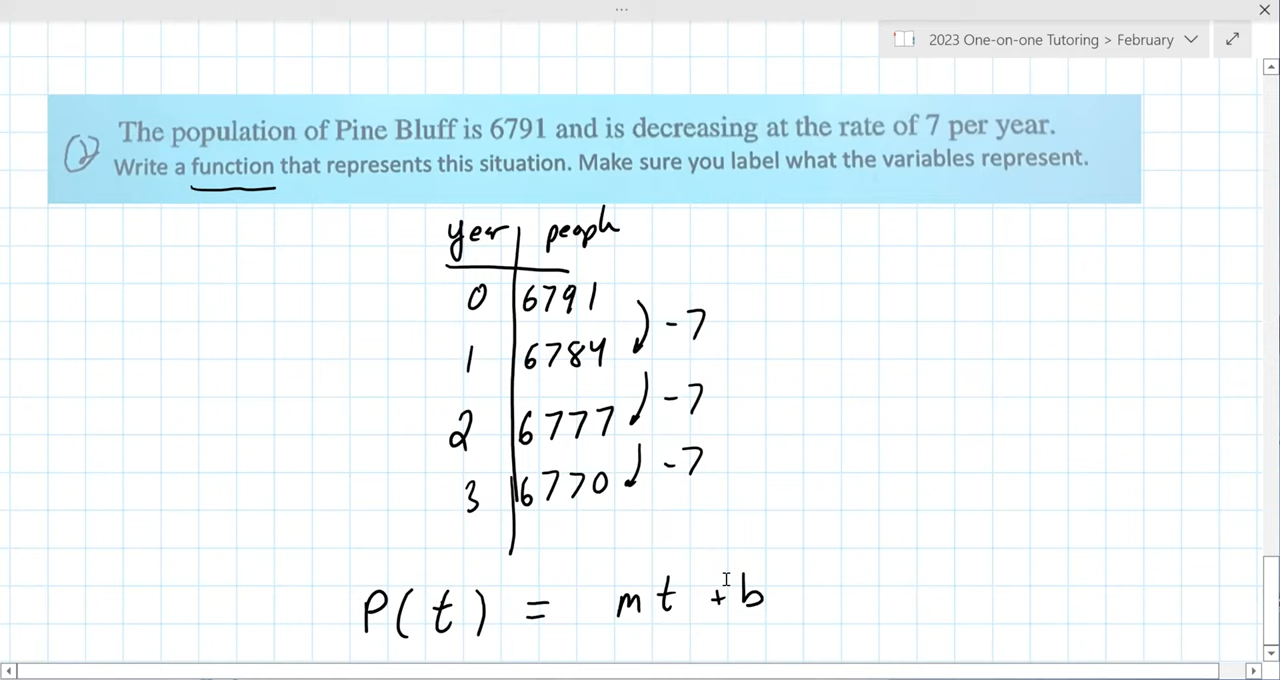 2023 One-on-one Tutoring > February
2 The population of Pine Bluff is 6791 and is decreasing at the rate of 7 per year.
Write a function that represents this situation. Make sure you label what the variables represent.
year people
0 6791
-7
1 6784
-7
2 6777
-7
3 6770
P(t) = mt + b